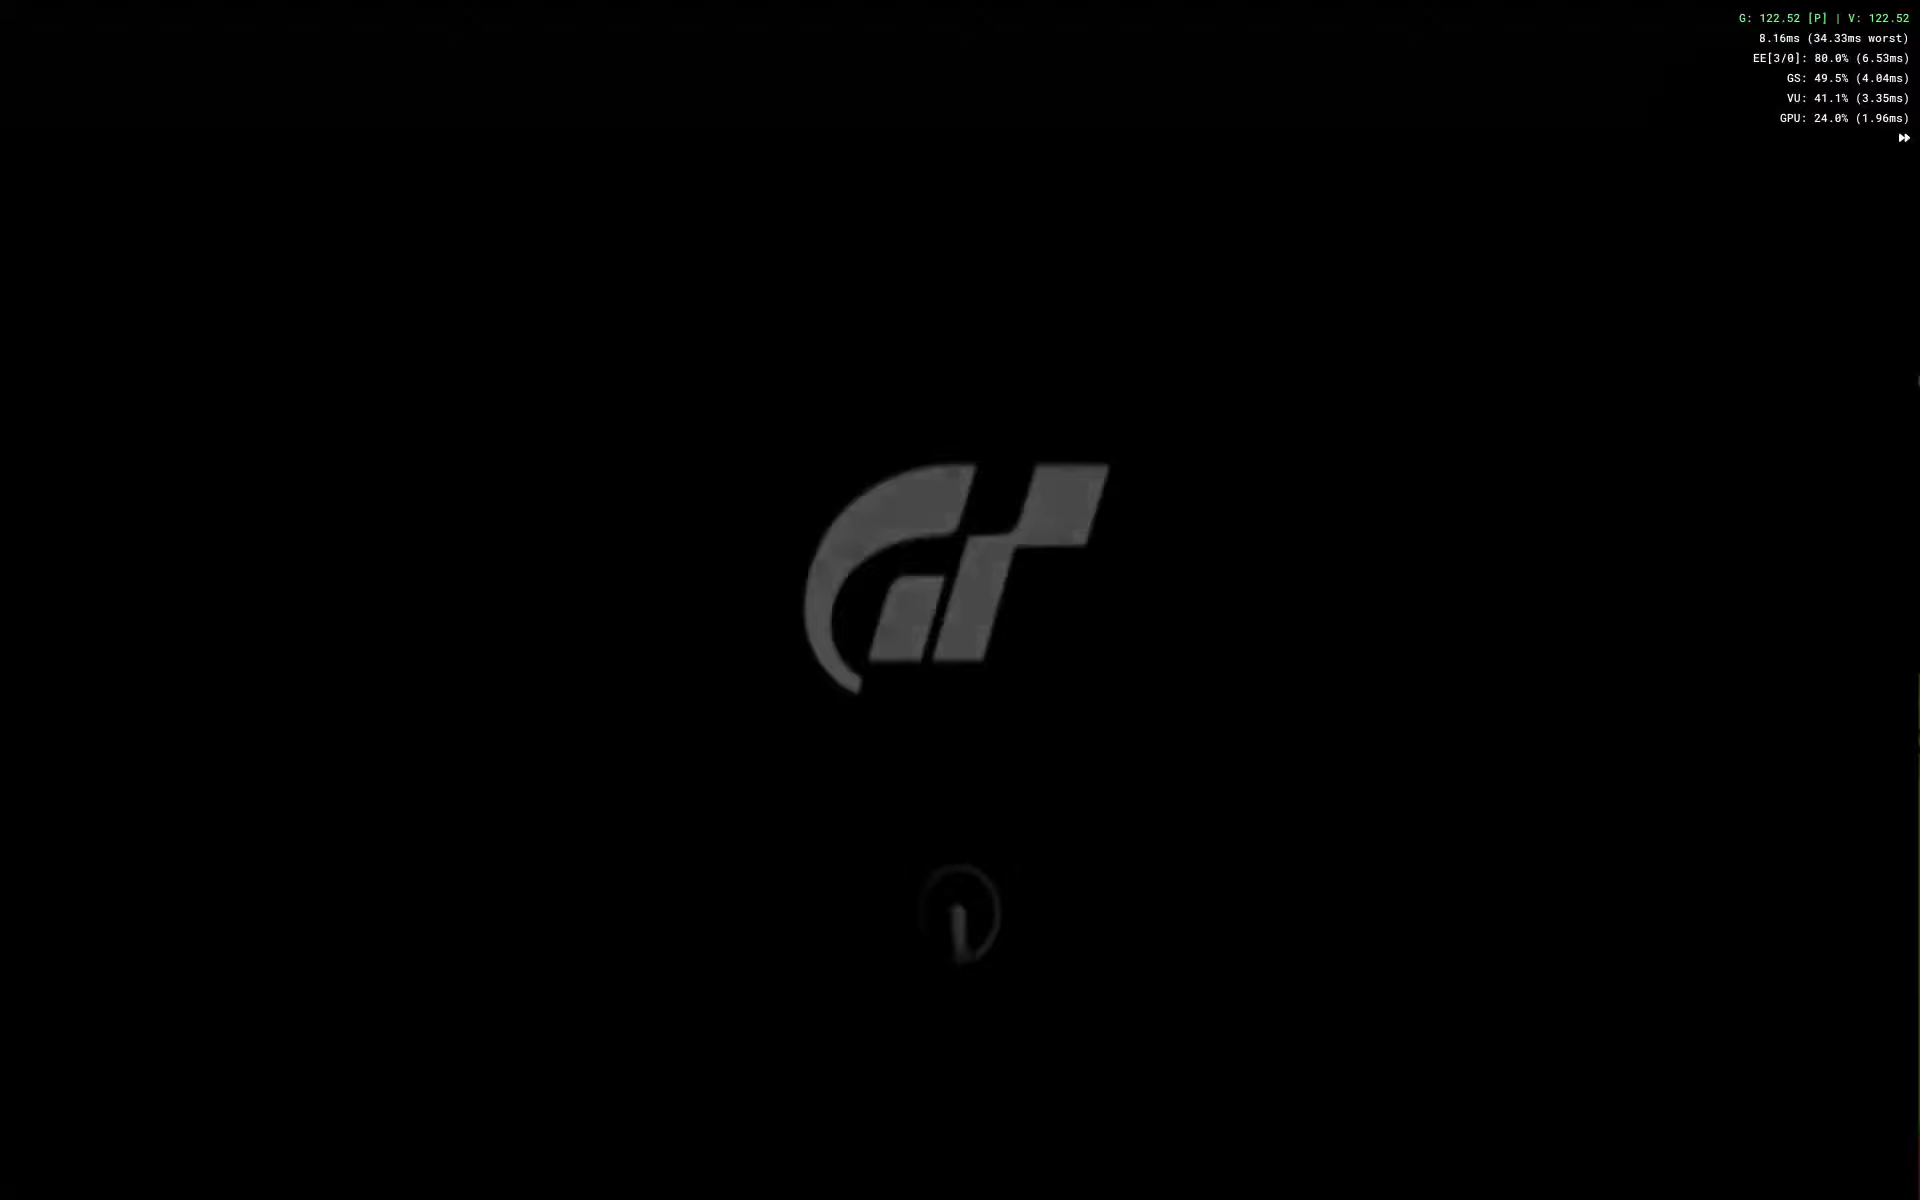 G: 122.52 [P] | V: 122.52
8.16ms (34.33ms worst)
EE[3/0]: 80.0% (6.53ms)
GS: 49.5% (4.04ms)
VU: 41.1% (3.35ms)
GPU: 24.0% (1.96ms)
GT